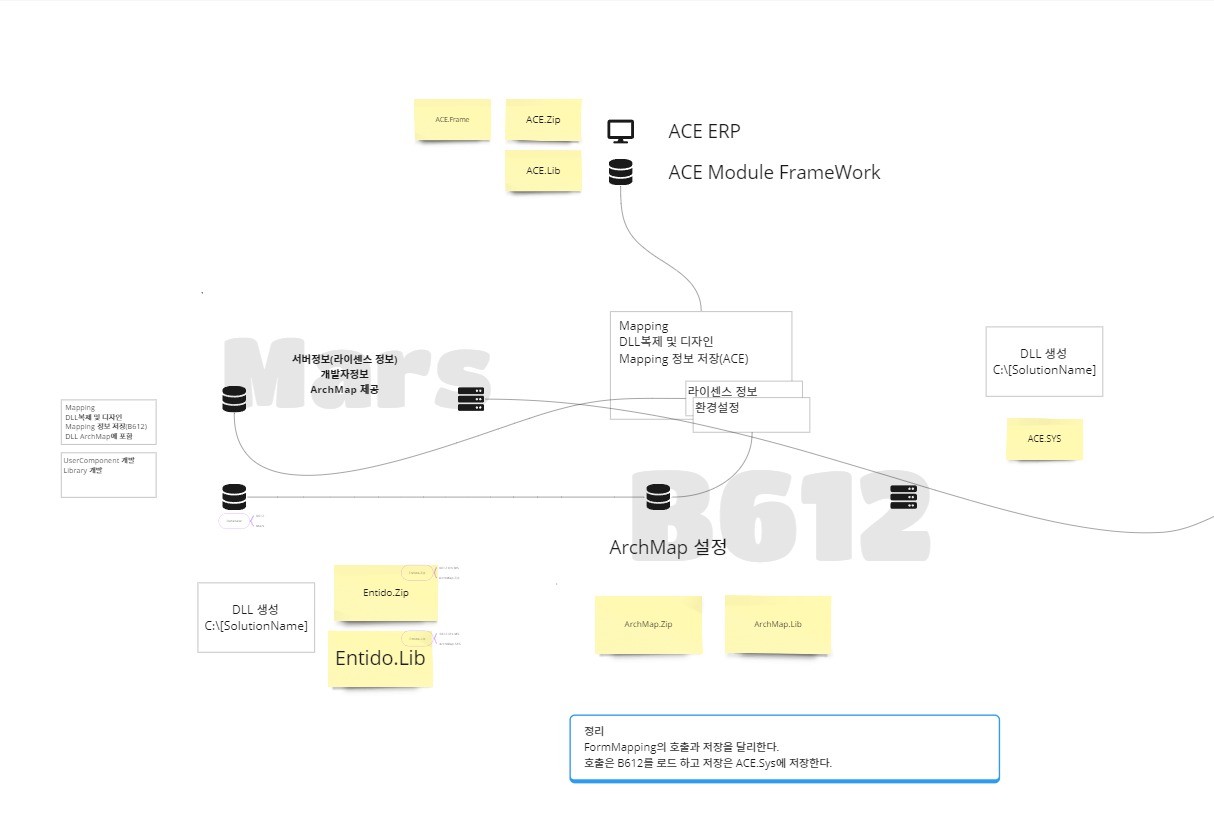 ACE.Frame
ACE.Zip
ACE ERP
ACE.Lib
ACE Module FrameWork
Mars
서버정보(라이센스 정보)
개발자정보
ArchMap 제공
Mapping
DLL복제 및 디자인
Mapping 정보 저장(ACE)
라이센스 정보
환경설정
DLL 생성
C:\[SolutionName]
ACE.SYS
Mapping
DLL복제 및 디자인
Mapping 정보 저장(B612)
DLL ArchMap에 포함
UserComponent 개발
Library 개발
B612
ArchMap 설정
DLL 생성
C:\[SolutionName]
Entido.Zip
Entido.Lib
ArchMap.Zip
ArchMap.Lib
정리
FormMapping의 호출과 저장을 달리한다.
호출은 B612를 로드 하고 저장은 ACE.Sys에 저장한다.